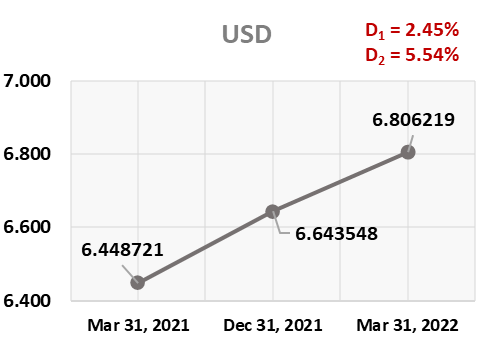 USD
D₁ = 2.45%
D₂ = 5.54%
7.000
6.806219
6.800
6.643548
6.600
6.448721
6.400
Mar 31, 2021 Dec 31, 2021 Mar 31, 2022